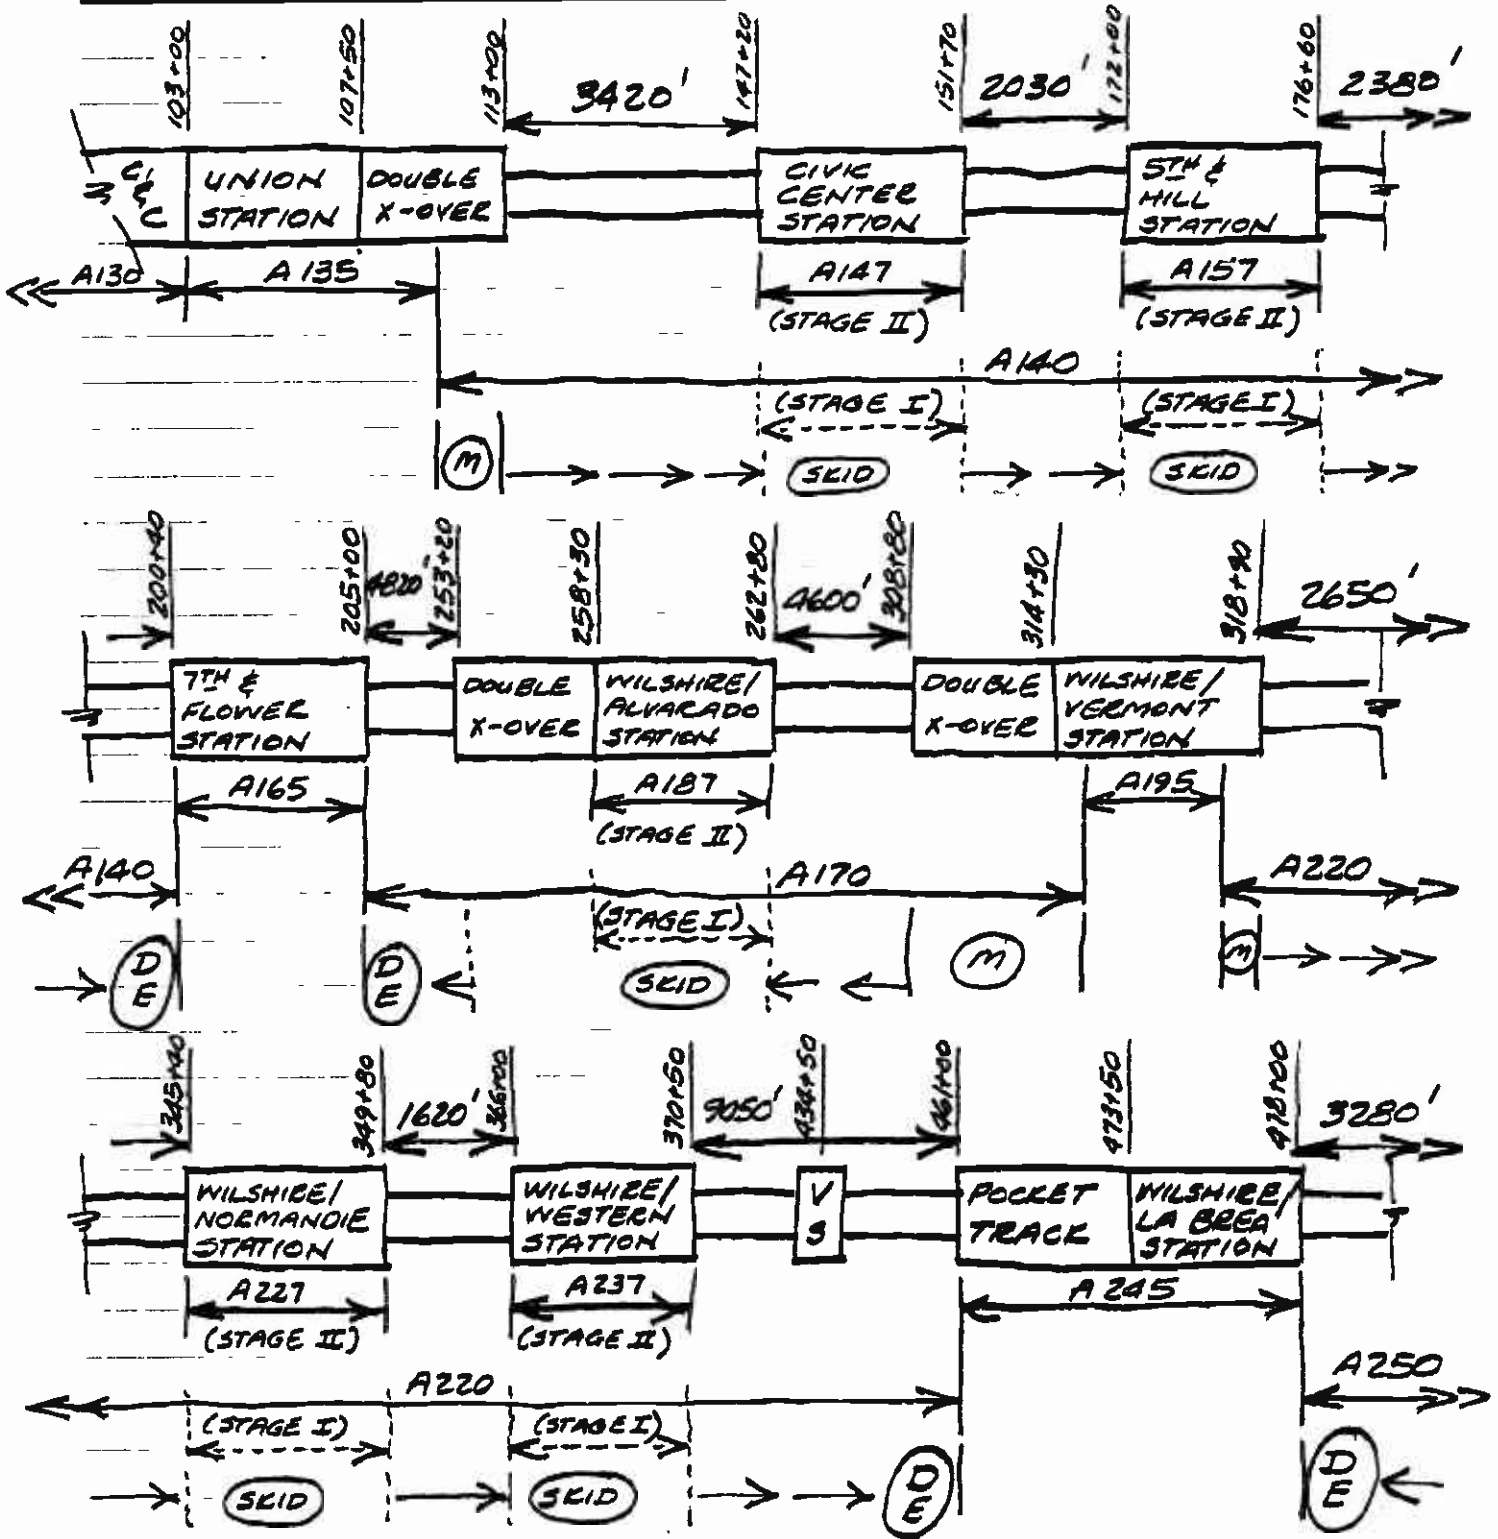 103+00
107+50
113+00
3420'
147+20
151+70
2030'
172+00
176+60
2380'
C
&
C
UNION
STATION
DOUBLE
X-OVER
CIVIC
CENTER
STATION
5TH &
HILL
STATION
A130
A135
A147
(STAGE II)
A157
(STAGE II)
A140
(STAGE I)
(STAGE I)
M
SKID
SKID
200+40
205+00
4820'
253+20
258+30
262+80
4600'
308+80
314+30
318+90
2650'
7TH &
FLOWER
STATION
DOUBLE
X-OVER
WILSHIRE/
ALVARADO
STATION
DOUBLE
X-OVER
WILSHIRE/
VERMONT
STATION
A165
A187
(STAGE II)
A195
A140
A170
A220
(STAGE I)
D
E
D
E
SKID
M
M
345+40
349+80
1620'
366+00
370+50
9050'
434+50
461+00
473+50
478+00
3280'
WILSHIRE/
NORMANDIE
STATION
WILSHIRE/
WESTERN
STATION
V
S
POCKET
TRACK
WILSHIRE/
LA BREA
STATION
A227
(STAGE II)
A237
(STAGE II)
A245
A220
A250
(STAGE I)
(STAGE I)
SKID
SKID
D
E
D
E